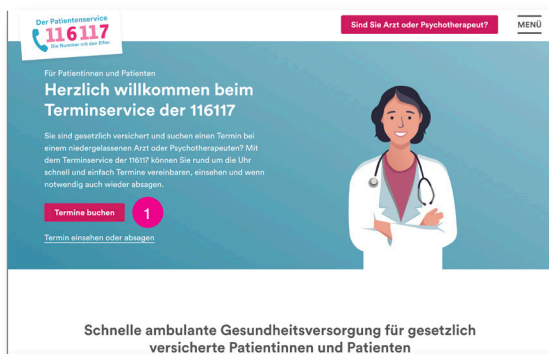 Der Patientenservice
116117
Die Nummer mit den Elfen
Sind Sie Arzt oder Psychotherapeut?
MENÜ
Für Patientinnen und Patienten
Herzlich willkommen beim
Terminservice der 116117
Sie sind gesetzlich versichert und suchen einen Termin bei
einem niedergelassenen Arzt oder Psychotherapeuten? Mit
dem Terminservice der 116117 können Sie rund um die Uhr
schnell und einfach Termine vereinbaren, einsehen und wenn
notwendig auch wieder absagen.
Termine buchen
1
Termin einsehen oder absagen
Schnelle ambulante Gesundheitsversorgung für gesetzlich
versicherte Patientinnen und Patienten